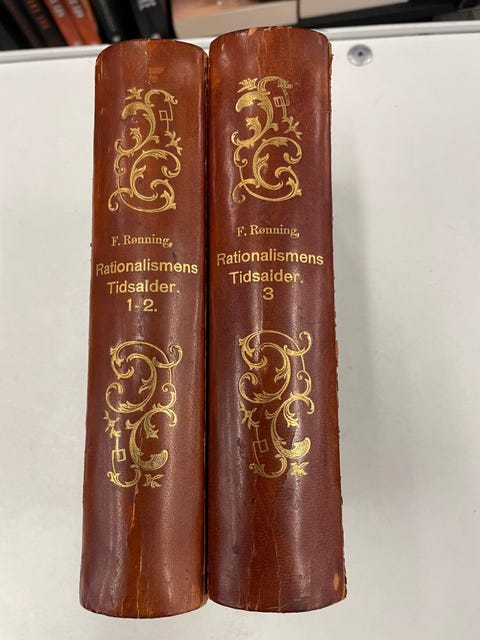 F. Rønning,
Rationalismens
Tidsalder.
1-2.
F. Rønning,
Rationalismens
Tidsalder.
3